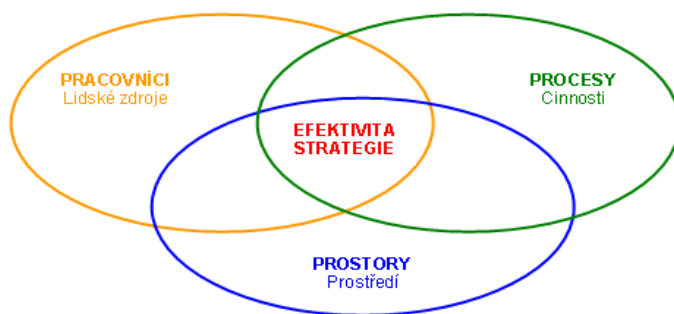 PRACOVNÍCI
Lidské zdroje
PROCESY
Cinnosti
EFEKTIVITA
STRATEGIE
PROSTORY
Prostředí